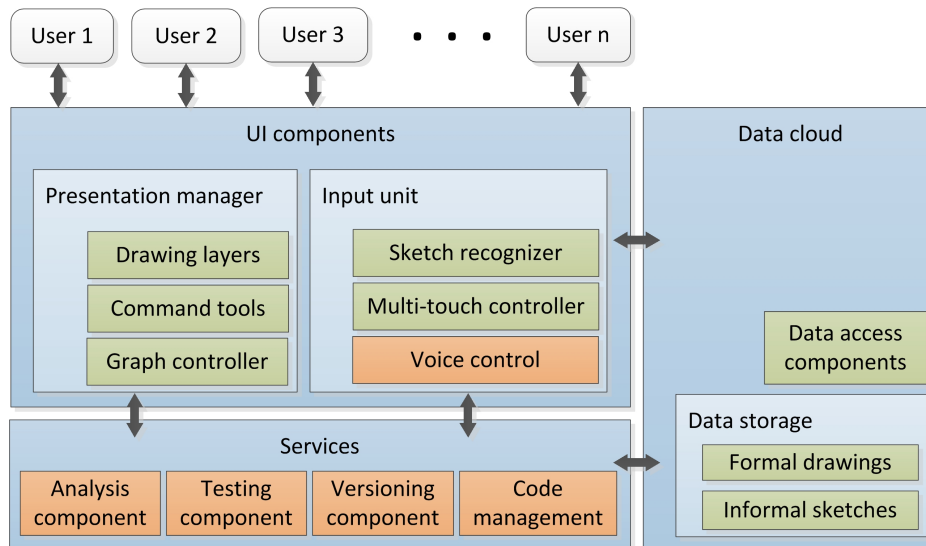 User 1
User 2
User 3
. . .
User n
UI components
Presentation manager
Drawing layers
Command tools
Graph controller
Input unit
Sketch recognizer
Multi-touch controller
Voice control
Services
Analysis
component
Testing
component
Versioning
component
Code
management
Data cloud
Data access
components
Data storage
Formal drawings
Informal sketches